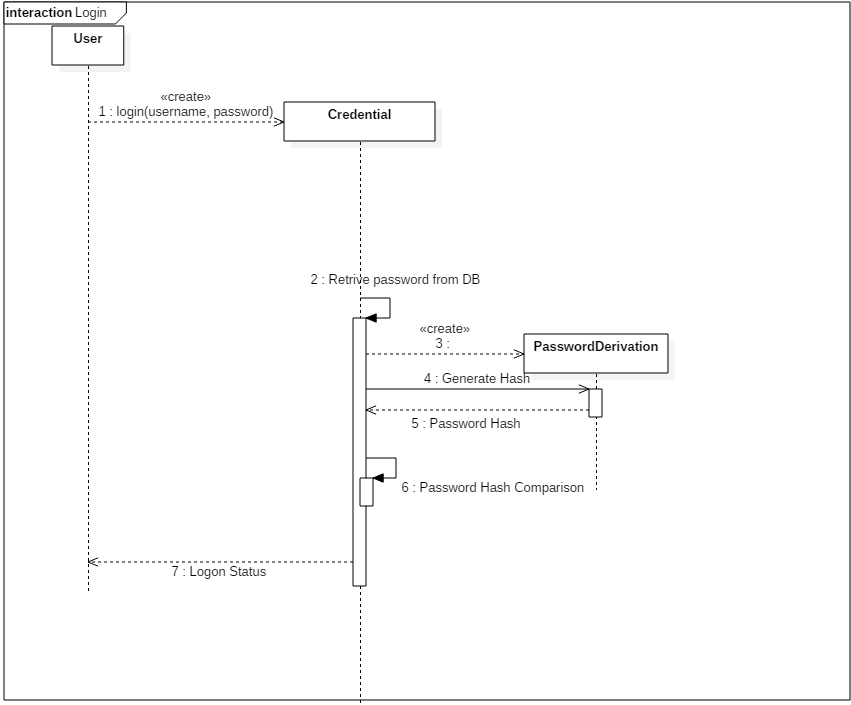 interaction Login
User
«create»
1 : login(username, password)
Credential
2 : Retrive password from DB
«create»
3 :
PasswordDerivation
4 : Generate Hash
5 : Password Hash
6 : Password Hash Comparison
7 : Logon Status